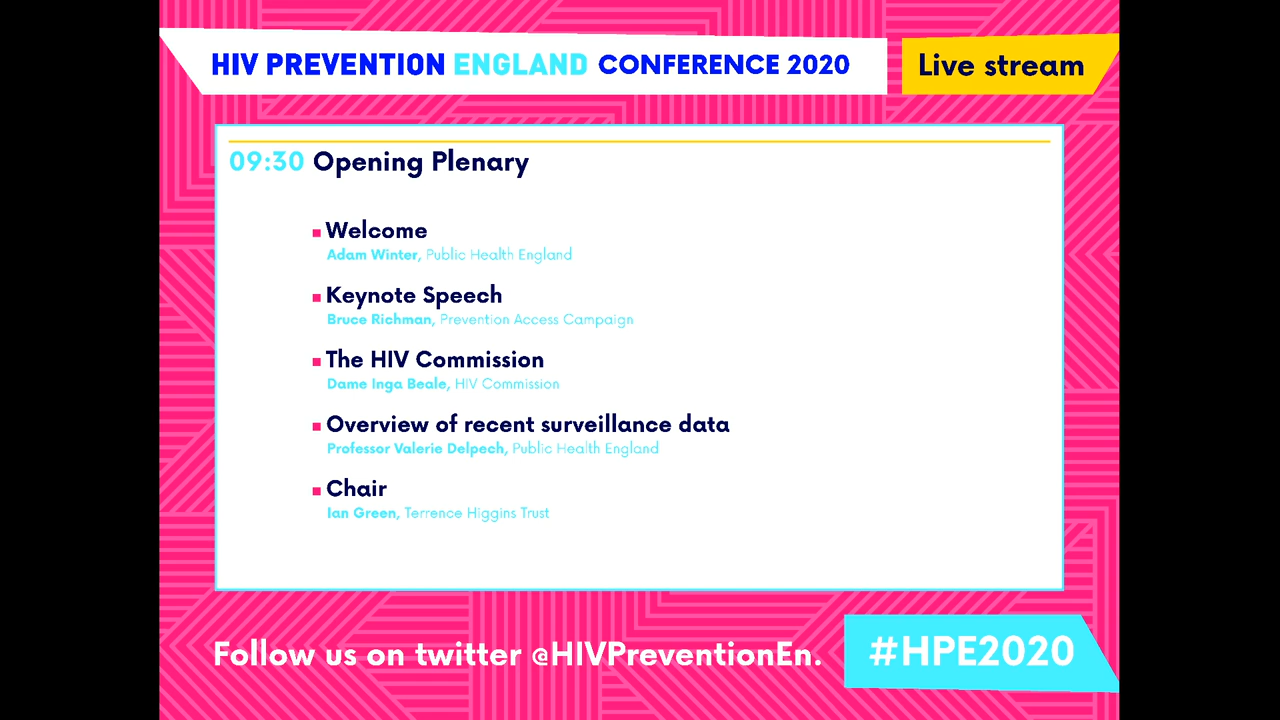 HIV PREVENTION ENGLAND CONFERENCE 2020
Live stream
09:30 Opening Plenary
Welcome
Adam Winter, Public Health England
Keynote Speech
Bruce Richman, Prevention Access Campaign
The HIV Commission
Dame Inga Beale, HIV Commission
Overview of recent surveillance data
Professor Valerie Delpech, Public Health England
Chair
Ian Green, Terrence Higgins Trust
Follow us on twitter @HIVPreventionEn.
#HPE2020